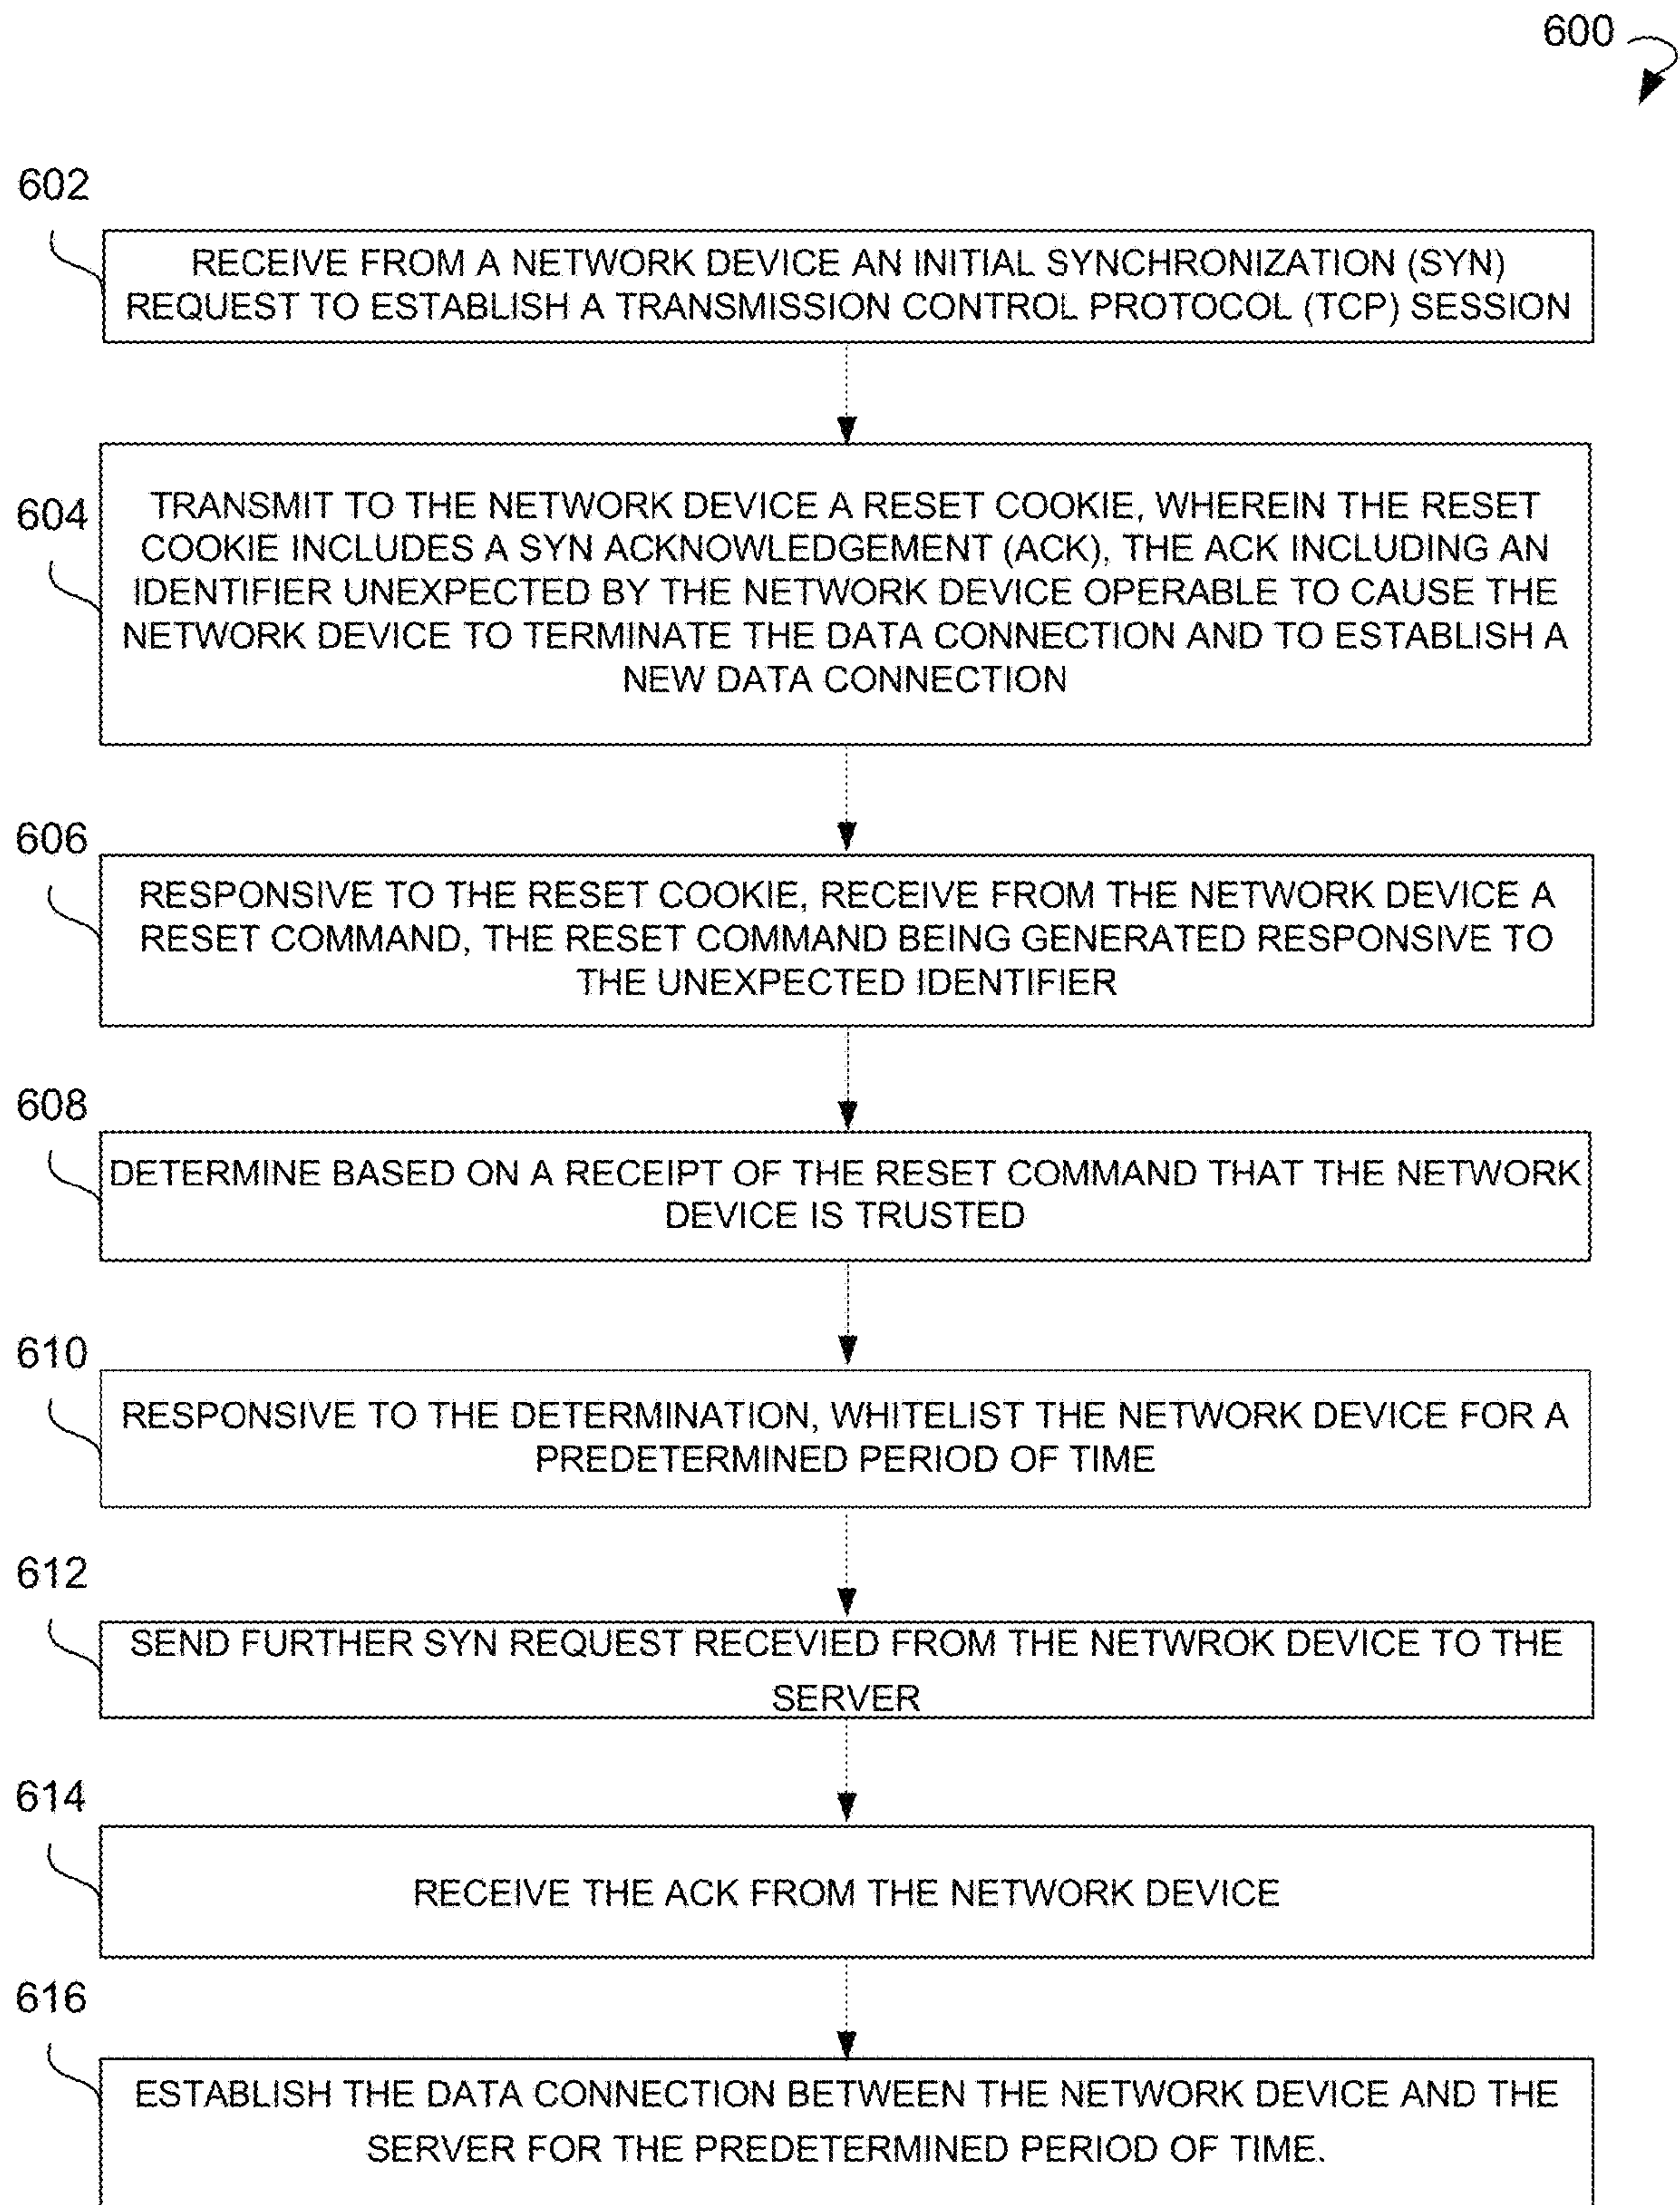 600
602
RECEIVE FROM A NETWORK DEVICE AN INITIAL SYNCHRONIZATION (SYN)
REQUEST TO ESTABLISH A TRANSMISSION CONTROL PROTOCOL (TCP) SESSION
604
TRANSMIT TO THE NETWORK DEVICE A RESET COOKIE, WHEREIN THE RESET
COOKIE INCLUDES A SYN ACKNOWLEDGEMENT (ACK), THE ACK INCLUDING AN
IDENTIFIER UNEXPECTED BY THE NETWORK DEVICE OPERABLE TO CAUSE THE
NETWORK DEVICE TO TERMINATE THE DATA CONNECTION AND TO ESTABLISH A
NEW DATA CONNECTION
606
RESPONSIVE TO THE RESET COOKIE, RECEIVE FROM THE NETWORK DEVICE A
RESET COMMAND, THE RESET COMMAND BEING GENERATED RESPONSIVE TO
THE UNEXPECTED IDENTIFIER
608
DETERMINE BASED ON A RECEIPT OF THE RESET COMMAND THAT THE NETWORK
DEVICE IS TRUSTED
610
RESPONSIVE TO THE DETERMINATION, WHITELIST THE NETWORK DEVICE FOR A
PREDETERMINED PERIOD OF TIME
612
SEND FURTHER SYN REQUEST RECEVIED FROM THE NETWROK DEVICE TO THE
SERVER
614
RECEIVE THE ACK FROM THE NETWORK DEVICE
616
ESTABLISH THE DATA CONNECTION BETWEEN THE NETWORK DEVICE AND THE
SERVER FOR THE PREDETERMINED PERIOD OF TIME.